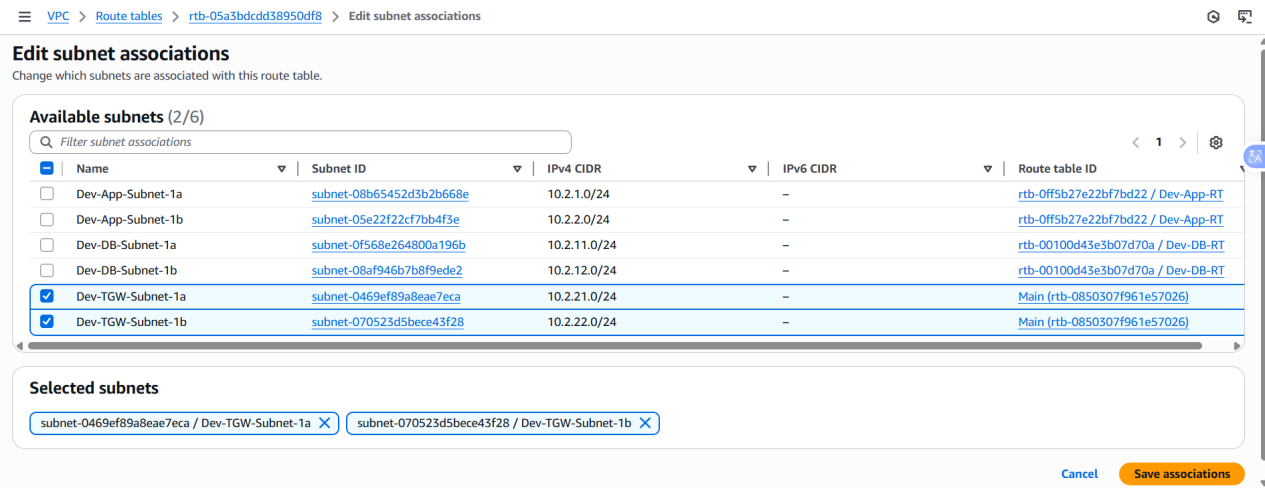 VPC > Route tables > rtb-05a3bdcdd38950df8 > Edit subnet associations
Edit subnet associations
Change which subnets are associated with this route table.
Available subnets (2/6)
Filter subnet associations
1
Name Subnet ID IPv4 CIDR IPv6 CIDR Route table ID
Dev-App-Subnet-1a subnet-08b65452d3b2b668e 10.2.1.0/24 – rtb-0ff5b27e22bf7bd22 / Dev-App-RT
Dev-App-Subnet-1b subnet-05e22f22cf7bb4f3e 10.2.2.0/24 – rtb-0ff5b27e22bf7bd22 / Dev-App-RT
Dev-DB-Subnet-1a subnet-0f568e264800a196b 10.2.11.0/24 – rtb-00100d43e3b07d70a / Dev-DB-RT
Dev-DB-Subnet-1b subnet-08af946b7b8f9ede2 10.2.12.0/24 – rtb-00100d43e3b07d70a / Dev-DB-RT
Dev-TGW-Subnet-1a subnet-0469ef89a8eae7eca 10.2.21.0/24 – Main (rtb-0850307f961e57026)
Dev-TGW-Subnet-1b subnet-070523d5bece43f28 10.2.22.0/24 – Main (rtb-0850307f961e57026)
Selected subnets
subnet-0469ef89a8eae7eca / Dev-TGW-Subnet-1a subnet-070523d5bece43f28 / Dev-TGW-Subnet-1b
Cancel Save associations